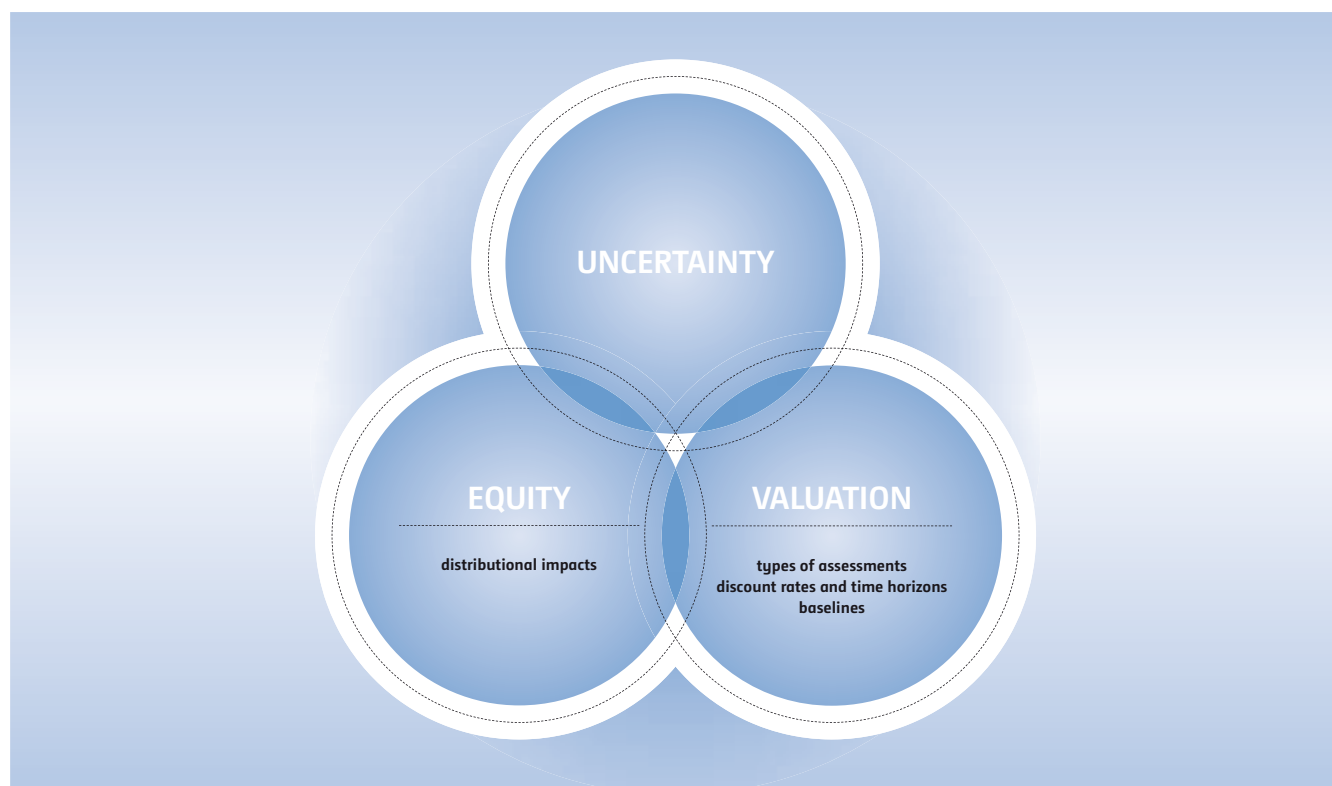 UNCERTAINTY
EQUITY
distributional impacts
VALUATION
types of assessments
discount rates and time horizons
baselines